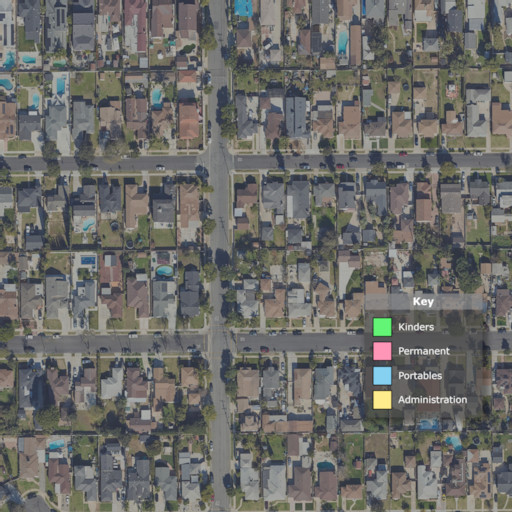 Key
Kinders
Permanent
Portables
Administration